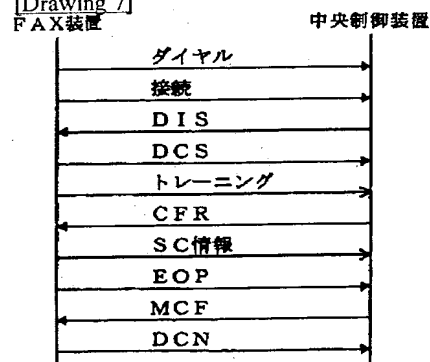 [Drawing 7]
FAX装置 中央制御装置
ダイヤル
接続
DIS
DCS
トレーニング
CFR
SC情報
EOP
MCF
DCN